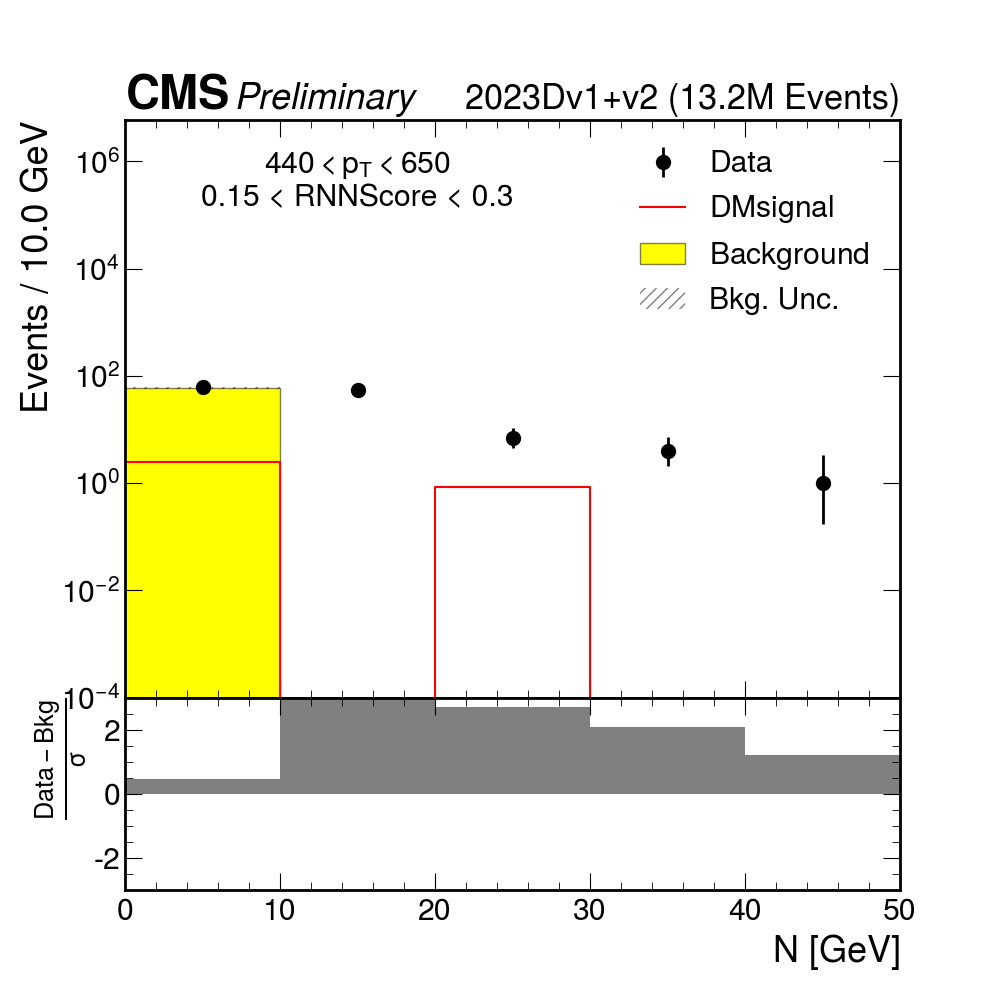 CMS Preliminary 2023Dv1+v2 (13.2M Events)
Events / 10.0 GeV
440 < p_T < 650
0.15 < RNNScore < 0.3
Data
DMsignal
Background
Bkg. Unc.
10^6
10^4
10^2
10^0
10^−2
10^−4
Data − Bkg
σ
2
0
-2
0 10 20 30 40 50
N [GeV]